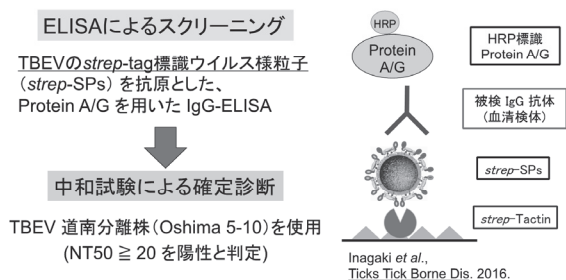 ELISAによるスクリーニング
TBEVのstrep-tag標識ウイルス様粒子
（strep-SPs）を抗原とした、
Protein A/G を用いた IgG-ELISA
中和試験による確定診断
TBEV 道南分離株（Oshima 5-10）を使用
(NT50 ≧ 20 を陽性と判定)
HRP
Protein
A/G
HRP標識
Protein A/G
被検 IgG 抗体
（血清検体）
strep-SPs
strep-Tactin
Inagaki et al.,
Ticks Tick Borne Dis. 2016.